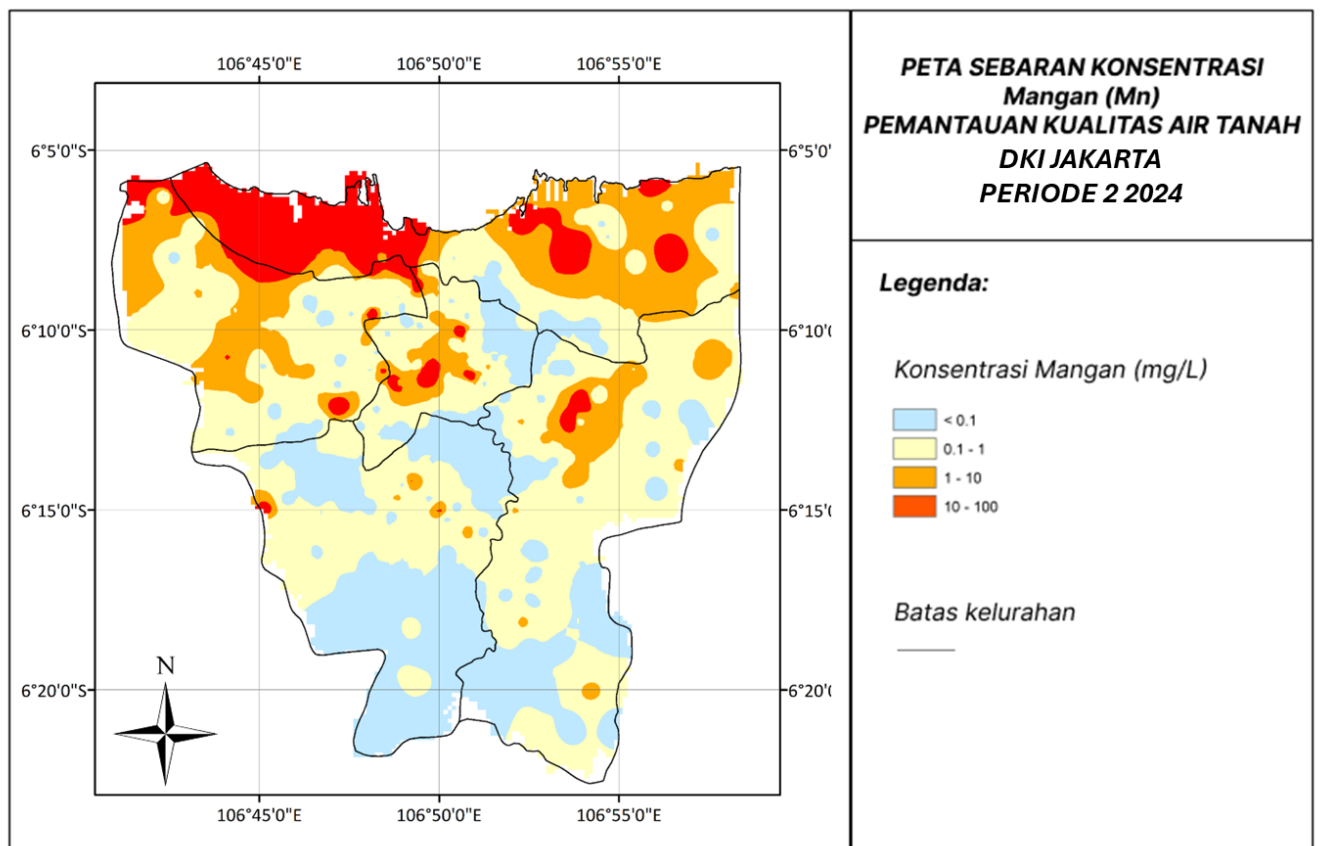 PETA SEBARAN KONSENTRASI
Mangan (Mn)
PEMANTAUAN KUALITAS AIR TANAH
DKI JAKARTA
PERIODE 2 2024
106°45'0"E 106°50'0"E 106°55'0"E
6°5'0"S 6°5'0'
6°10'0"S 6°10'(
6°15'0"S 6°15'(
6°20'0"S 6°20'(
N
106°45'0"E 106°50'0"E 106°55'0"E
Legenda:
Konsentrasi Mangan (mg/L)
< 0.1
0.1 - 1
1 - 10
10 - 100
Batas kelurahan